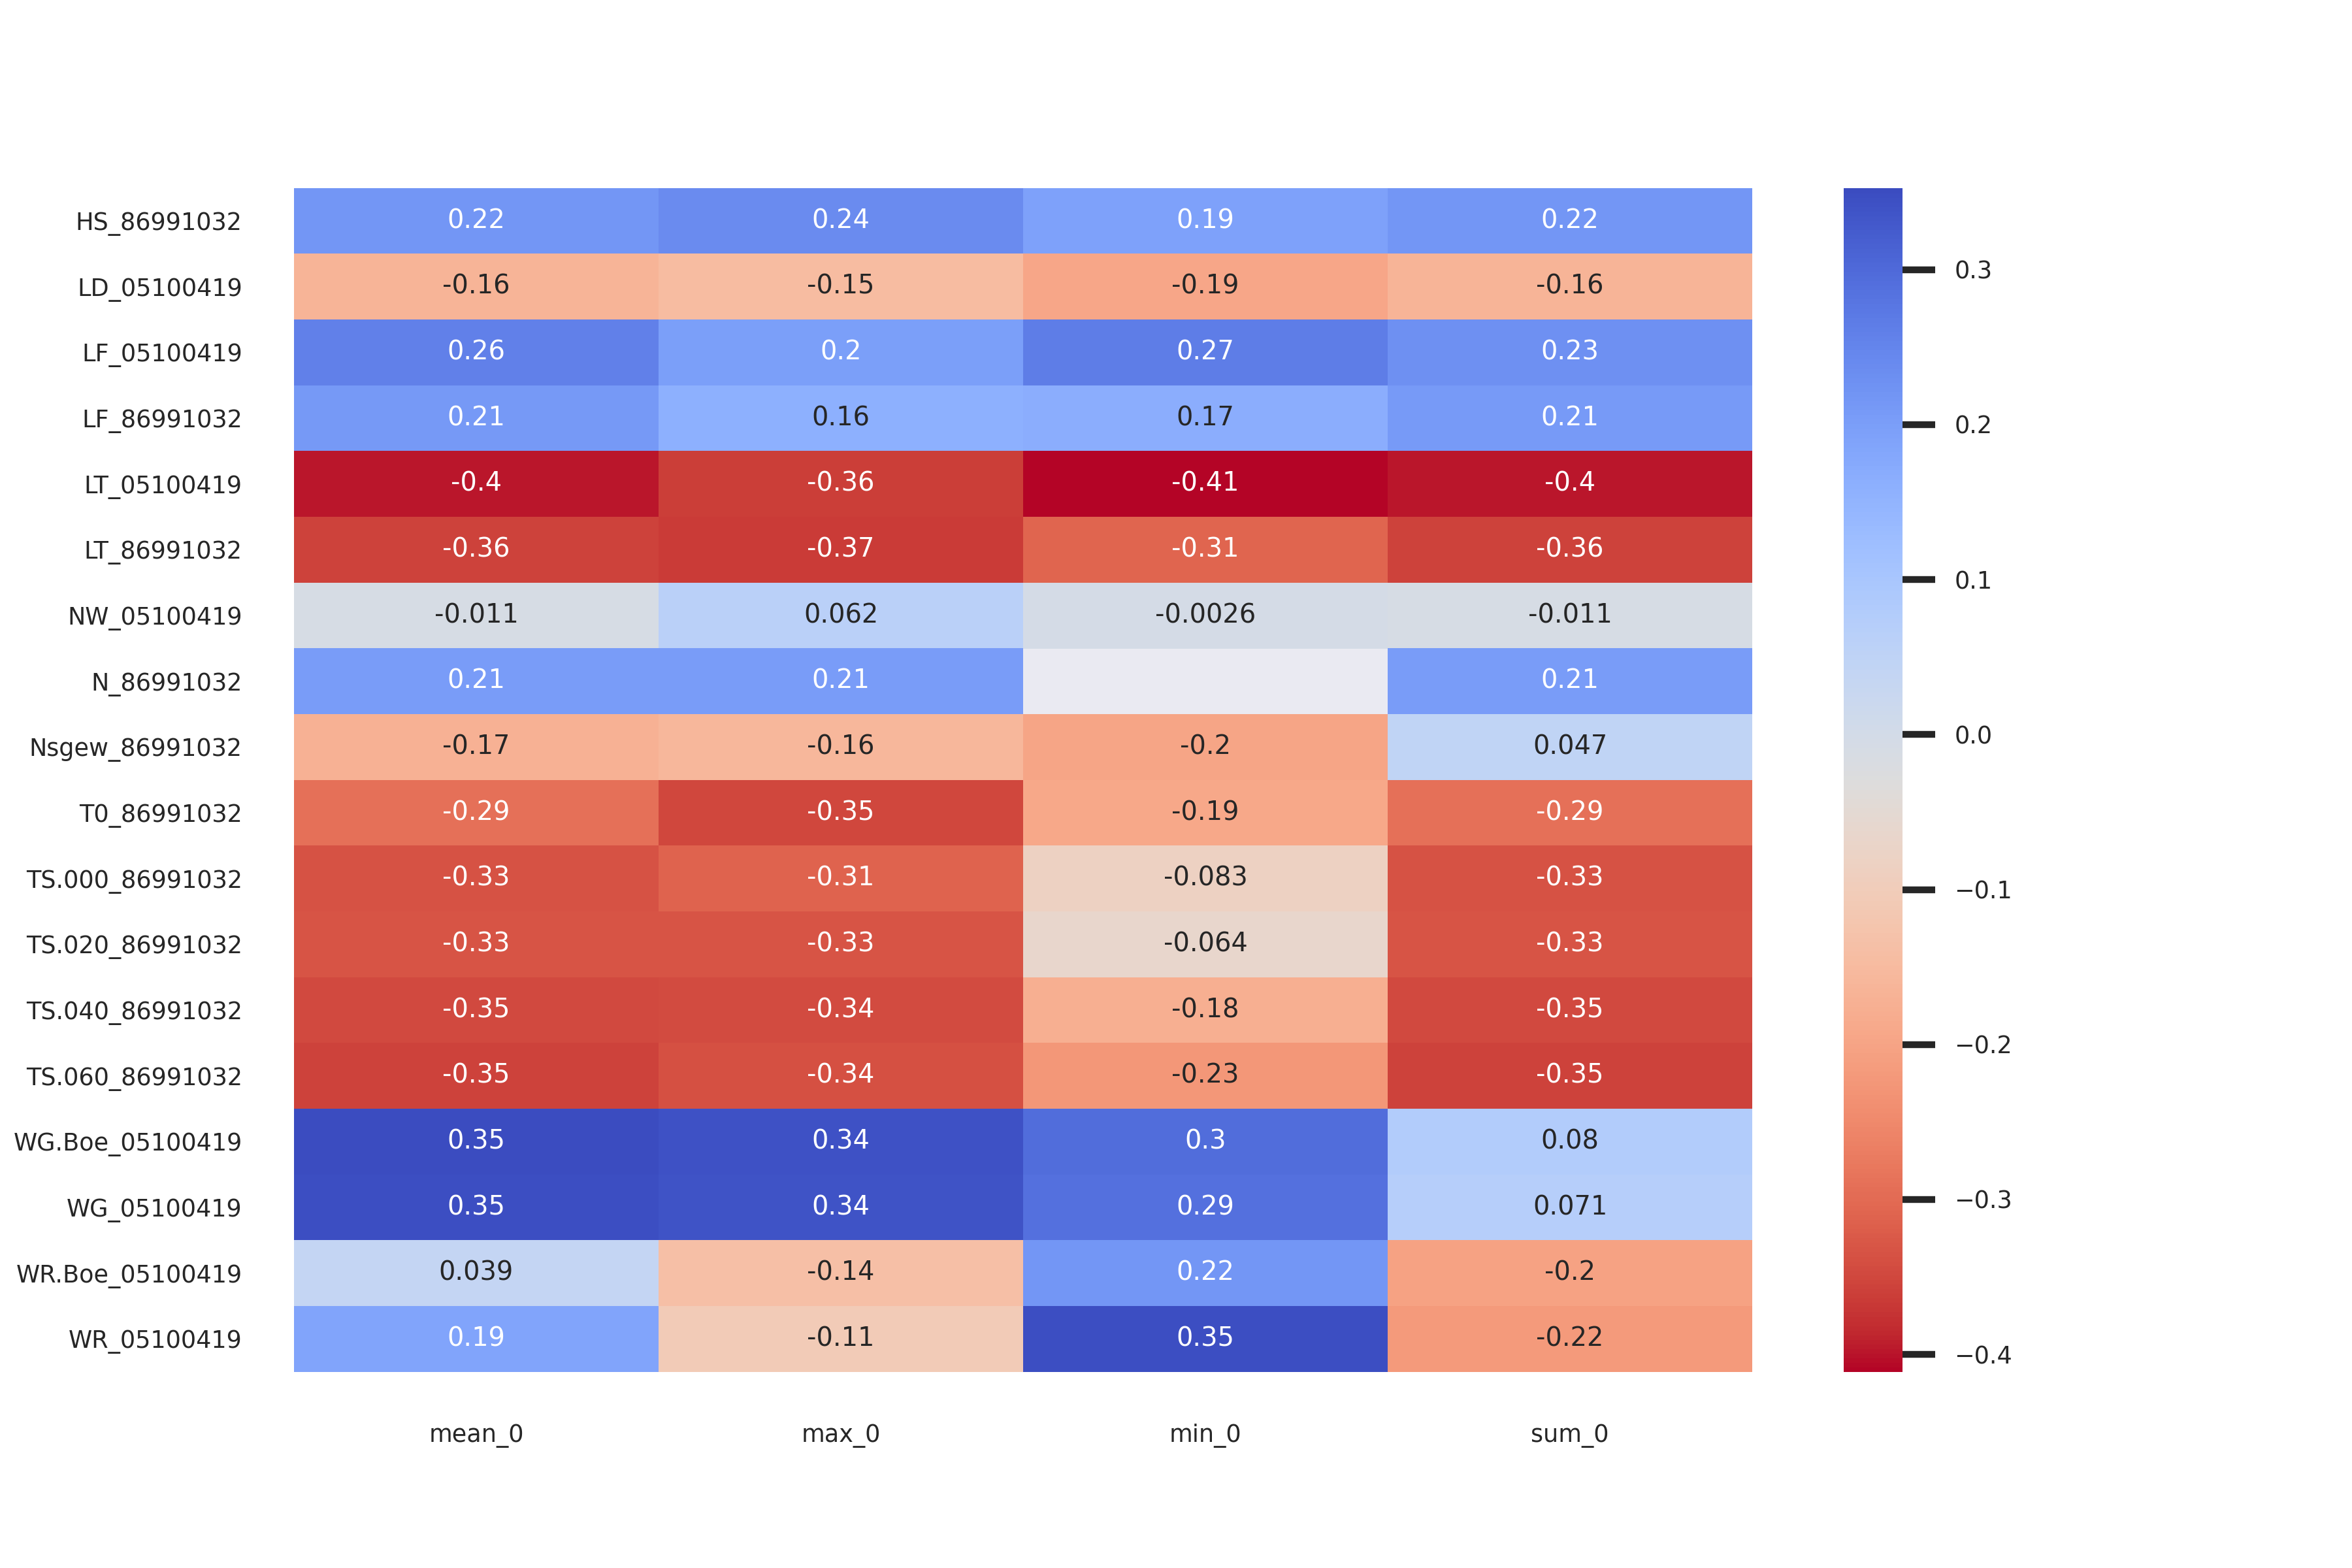 HS_86991032 0.22 0.24 0.19 0.22
LD_05100419 -0.16 -0.15 -0.19 -0.16
LF_05100419 0.26 0.2 0.27 0.23
LF_86991032 0.21 0.16 0.17 0.21
LT_05100419 -0.4 -0.36 -0.41 -0.4
LT_86991032 -0.36 -0.37 -0.31 -0.36
NW_05100419 -0.011 0.062 -0.0026 -0.011
N_86991032 0.21 0.21 0.21
Nsgew_86991032 -0.17 -0.16 -0.2 0.047
T0_86991032 -0.29 -0.35 -0.19 -0.29
TS.000_86991032 -0.33 -0.31 -0.083 -0.33
TS.020_86991032 -0.33 -0.33 -0.064 -0.33
TS.040_86991032 -0.35 -0.34 -0.18 -0.35
TS.060_86991032 -0.35 -0.34 -0.23 -0.35
WG.Boe_05100419 0.35 0.34 0.3 0.08
WG_05100419 0.35 0.34 0.29 0.071
WR.Boe_05100419 0.039 -0.14 0.22 -0.2
WR_05100419 0.19 -0.11 0.35 -0.22
mean_0 max_0 min_0 sum_0
0.3
0.2
0.1
0.0
−0.1
−0.2
−0.3
−0.4